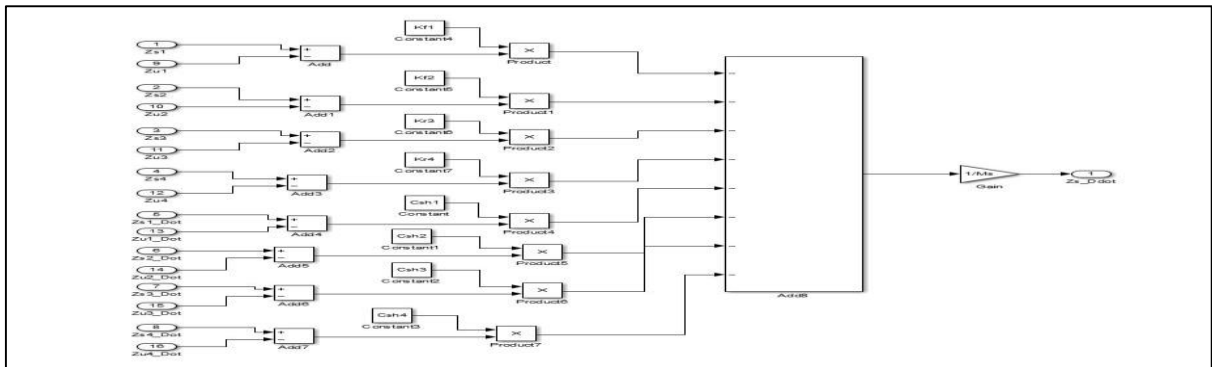 Kf1
Constant4
1
Zs1
+
−
Add
×
Product
9
Zu1
Kf2
Constant5
2
Zs2
+
−
Add1
×
Product1
10
Zu2
Kr3
Constant6
3
Zs3
+
−
Add2
×
Product2
11
Zu3
Kr4
Constant7
4
Zs4
+
−
Add3
×
Product3
12
Zu4
Csh1
Constant
5
Zs1_Dot
+
−
Add4
×
Product4
13
Zu1_Dot
Csh2
Constant1
6
Zs2_Dot
+
−
Add5
×
Product5
14
Zu2_Dot
Csh3
Constant2
7
Zs3_Dot
+
−
Add6
×
Product6
15
Zu3_Dot
Csh4
Constant3
8
Zs4_Dot
+
−
Add7
×
Product7
16
Zu4_Dot
−
−
−
−
−
−
−
−
Add8
1/Ms
Gain
1
Zs_Ddot